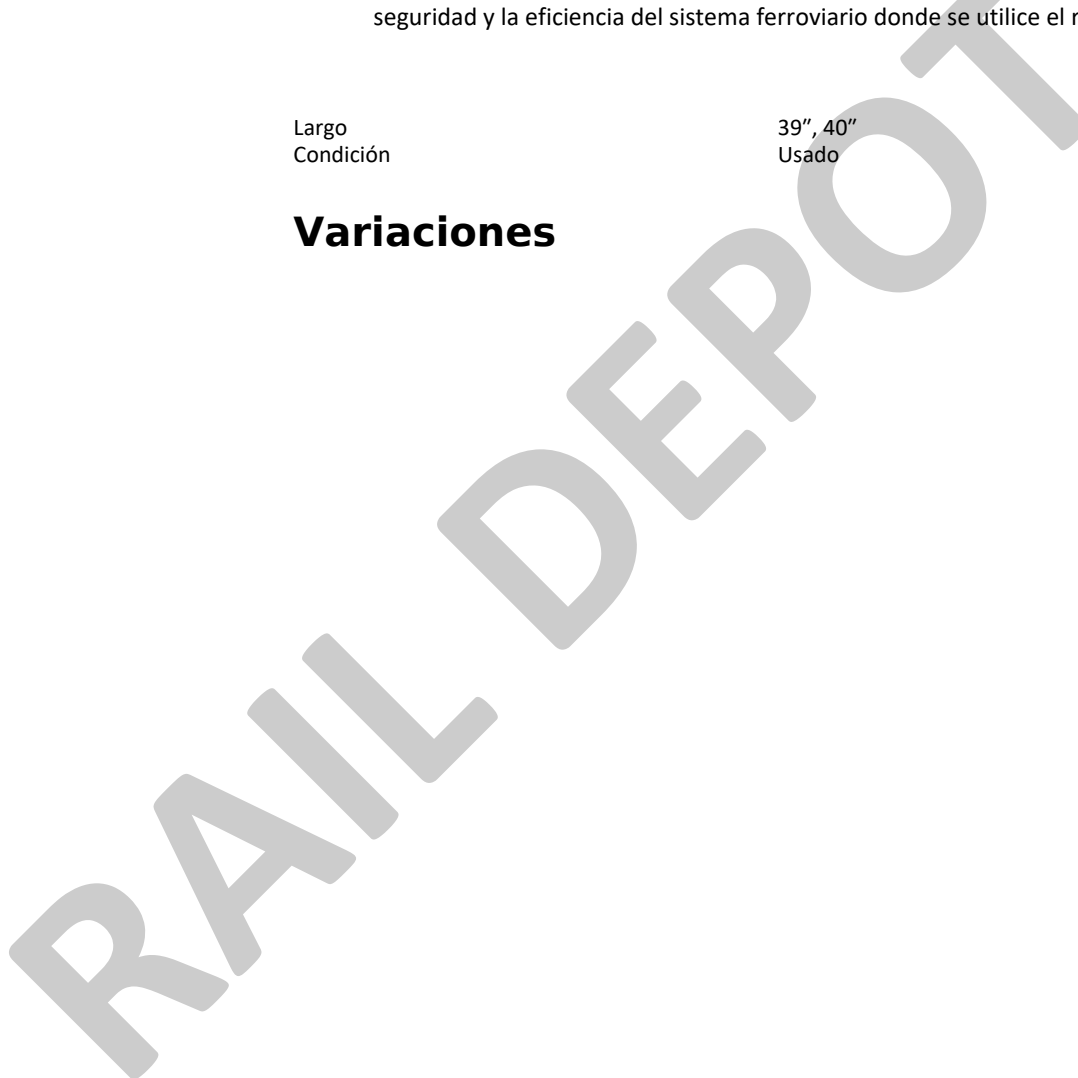 seguridad y la eficiencia del sistema ferroviario donde se utilice el
Largo 39”, 40”
Condición Usado
Variaciones
RAIL DEPOT